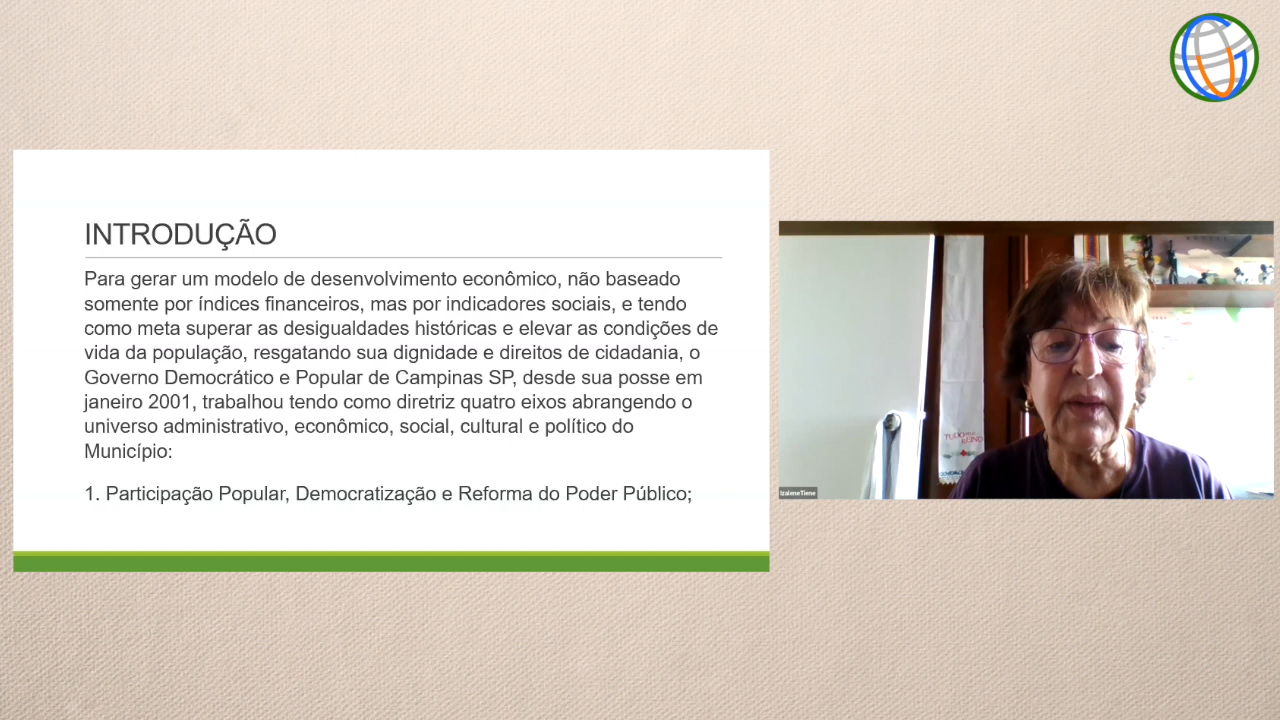 INTRODUÇÃO
Para gerar um modelo de desenvolvimento econômico, não baseado
somente por índices financeiros, mas por indicadores sociais, e tendo
como meta superar as desigualdades históricas e elevar as condições de
vida da população, resgatando sua dignidade e direitos de cidadania, o
Governo Democrático e Popular de Campinas SP, desde sua posse em
janeiro 2001, trabalhou tendo como diretriz quatro eixos abrangendo o
universo administrativo, econômico, social, cultural e político do
Município:
1. Participação Popular, Democratização e Reforma do Poder Público;
TUDO
REINO
IzaleneTiene